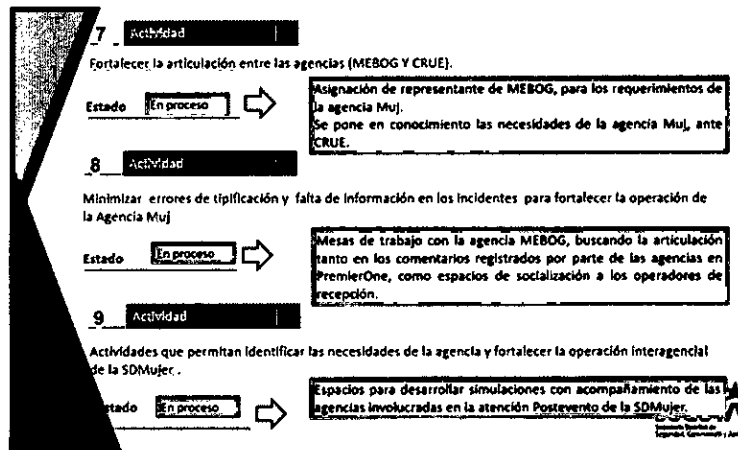 7 Actividad
Fortalecer la articulación entre las agencias (MEBOG Y CRUE).
Estado En proceso
Asignación de representante de MEBOG, para los requerimientos de
la agencia Muj.
Se pone en conocimiento las necesidades de la agencia Muj, ante
CRUE.
8 Actividad
Minimizar errores de tipificación y falta de información en los incidentes para fortalecer la operación de
la Agencia Muj
Estado En proceso
Mesas de trabajo con la agencia MEBOG, buscando la articulación
tanto en los comentarios registrados por parte de las agencias en
PremierOne, como espacios de socialización a los operadores de
recepción.
9 Actividad
Actividades que permitan identificar las necesidades de la agencia y fortalecer la operación interagencial
de la SDMujer.
Estado En proceso
Espacios para desarrollar simulaciones con acompañamiento de las
agencias involucradas en la atención Postevento de la SDMujer.